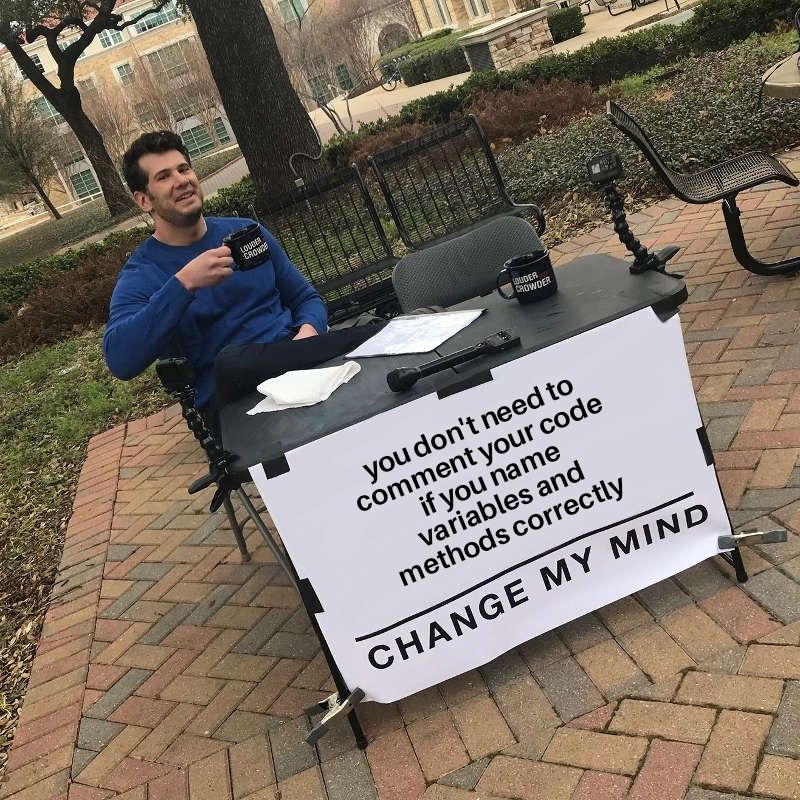 LOUDER
CROWDER
LOUDER
CROWDER
you don't need to
comment your code
if you name
variables and
methods correctly
CHANGE MY MIND